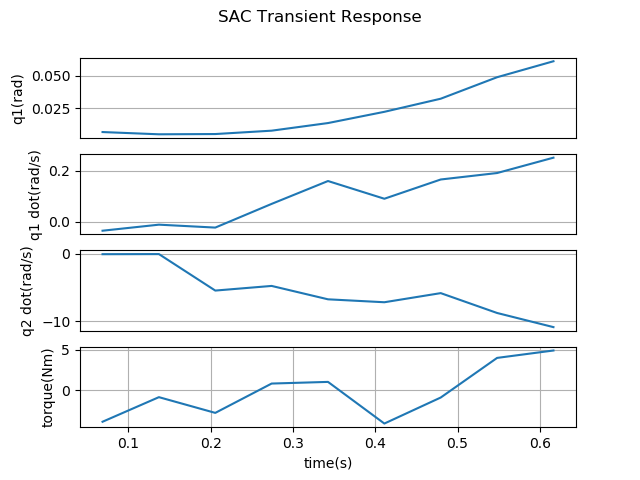 SAC Transient Response
q1(rad)
0.050
0.025
q1 dot(rad/s)
0.2
0.0
q2 dot(rad/s)
0
−10
torque(Nm)
5
0
0.1 0.2 0.3 0.4 0.5 0.6
time(s)